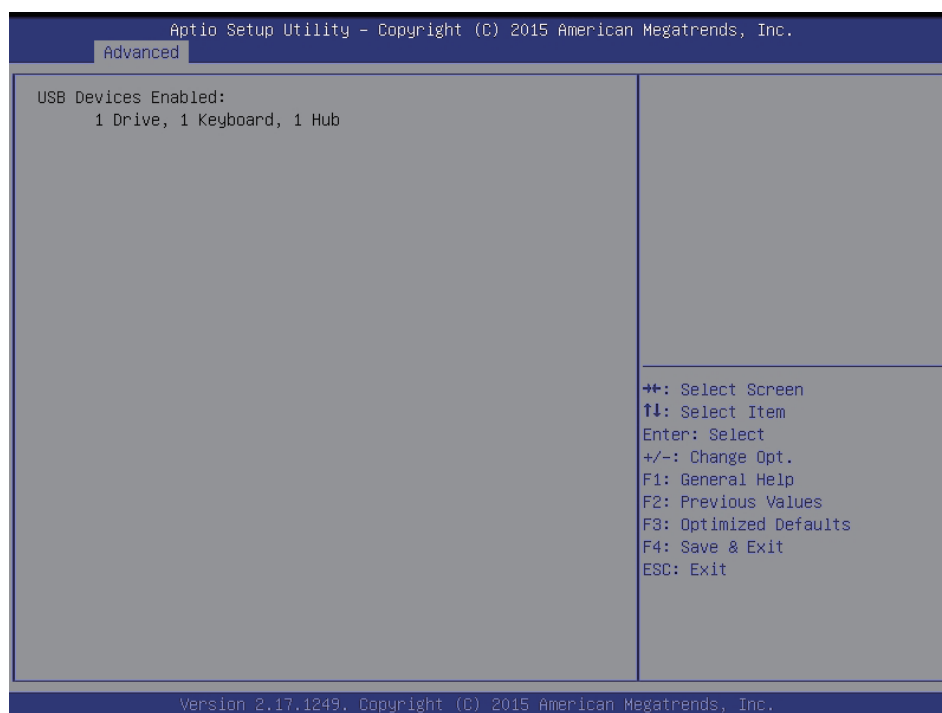 Aptio Setup Utility – Copyright (C) 2015 American Megatrends, Inc.
Advanced
USB Devices Enabled:
1 Drive, 1 Keyboard, 1 Hub
→←: Select Screen
↑↓: Select Item
Enter: Select
+/-: Change Opt.
F1: General Help
F2: Previous Values
F3: Optimized Defaults
F4: Save & Exit
ESC: Exit
Version 2.17.1249. Copyright (C) 2015 American Megatrends, Inc.